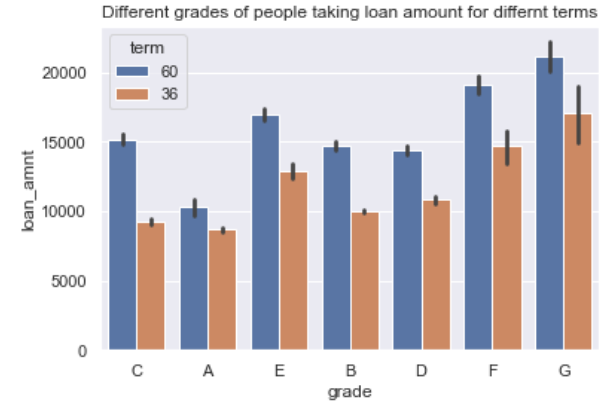 Different grades of people taking loan amount for differnt terms
term
60
36
20000
15000
10000
5000
0
loan_amnt
C A E B D F G
grade